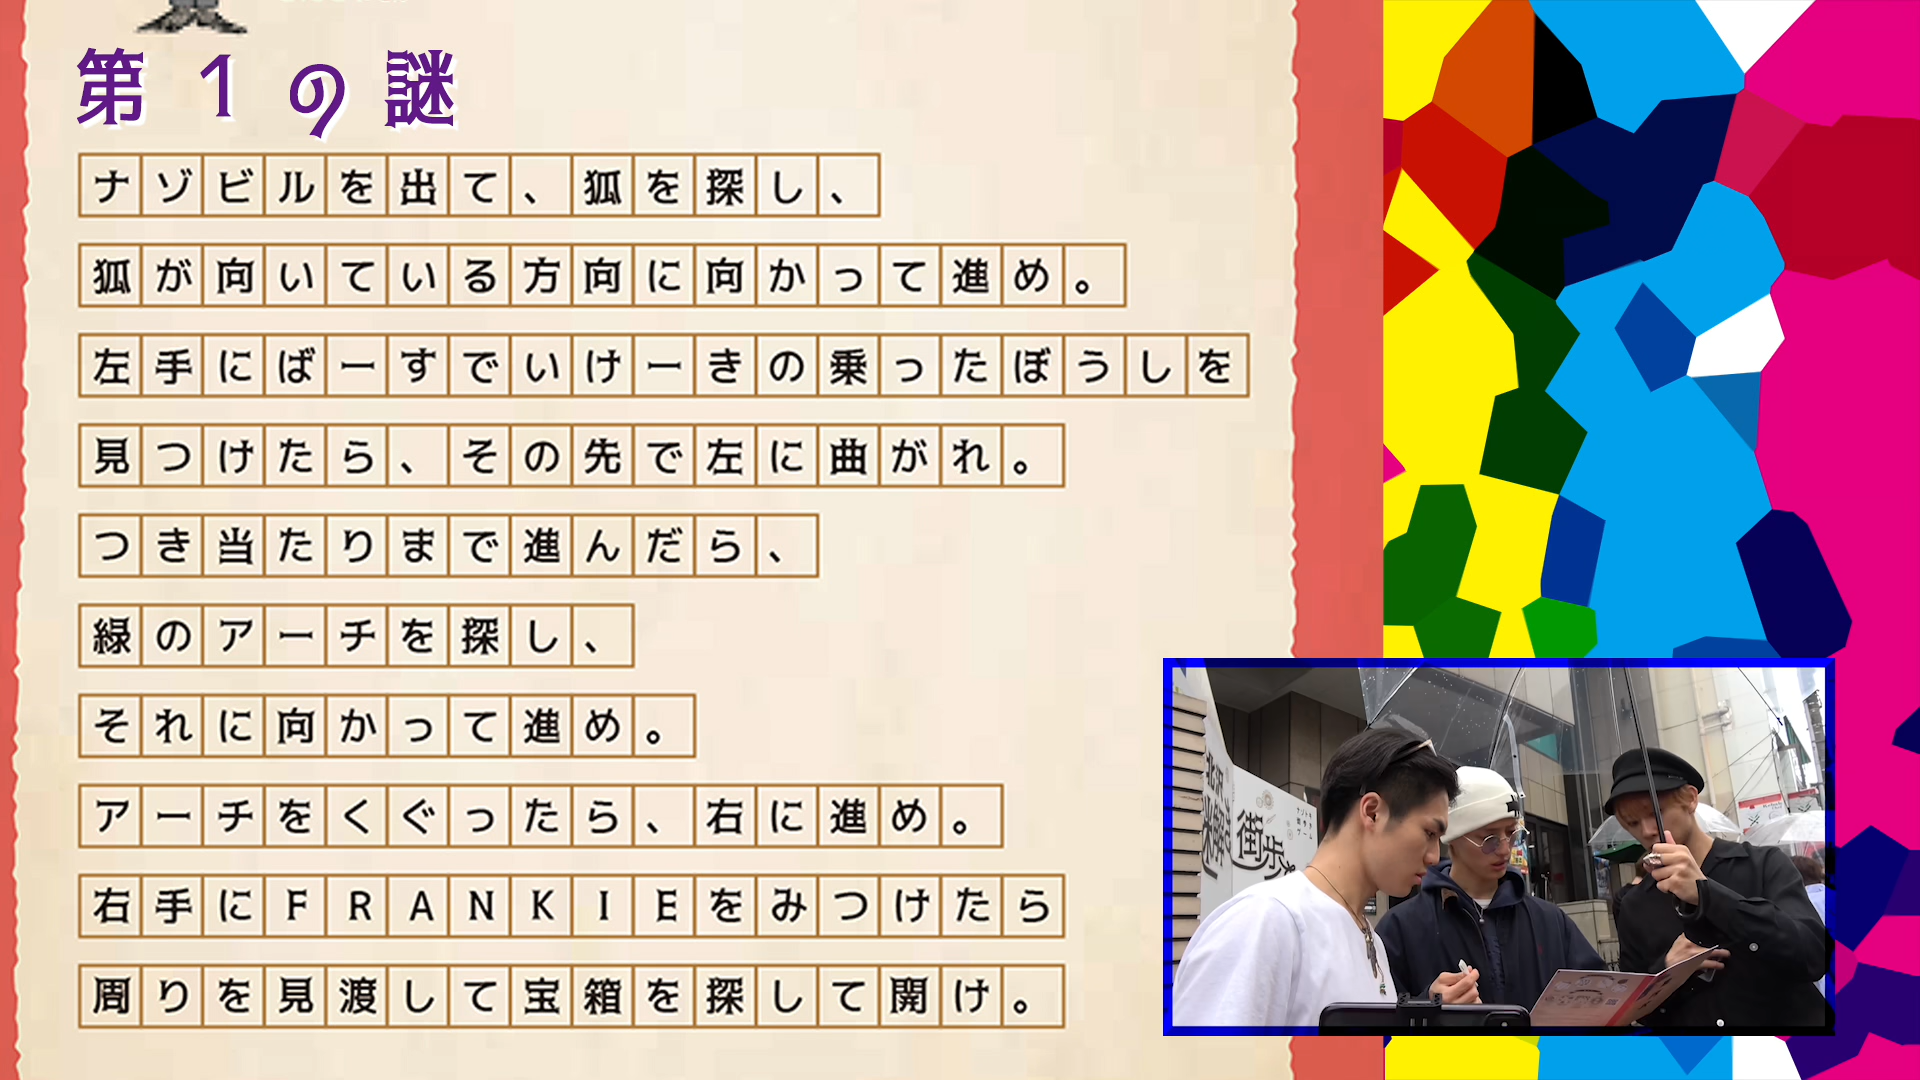 第1の謎
ナゾビルを出て、狐を探し、
狐が向いている方向に向かって進め。
左手にばーすでいけーきの乗ったぼうしを
見つけたら、その先で左に曲がれ。
つき当たりまで進んだら、
緑のアーチを探し、
それに向かって進め。
アーチをくぐったら、右に進め。
右手にFRANKIEをみつけたら
周りを見渡して宝箱を探して開け。
街歩